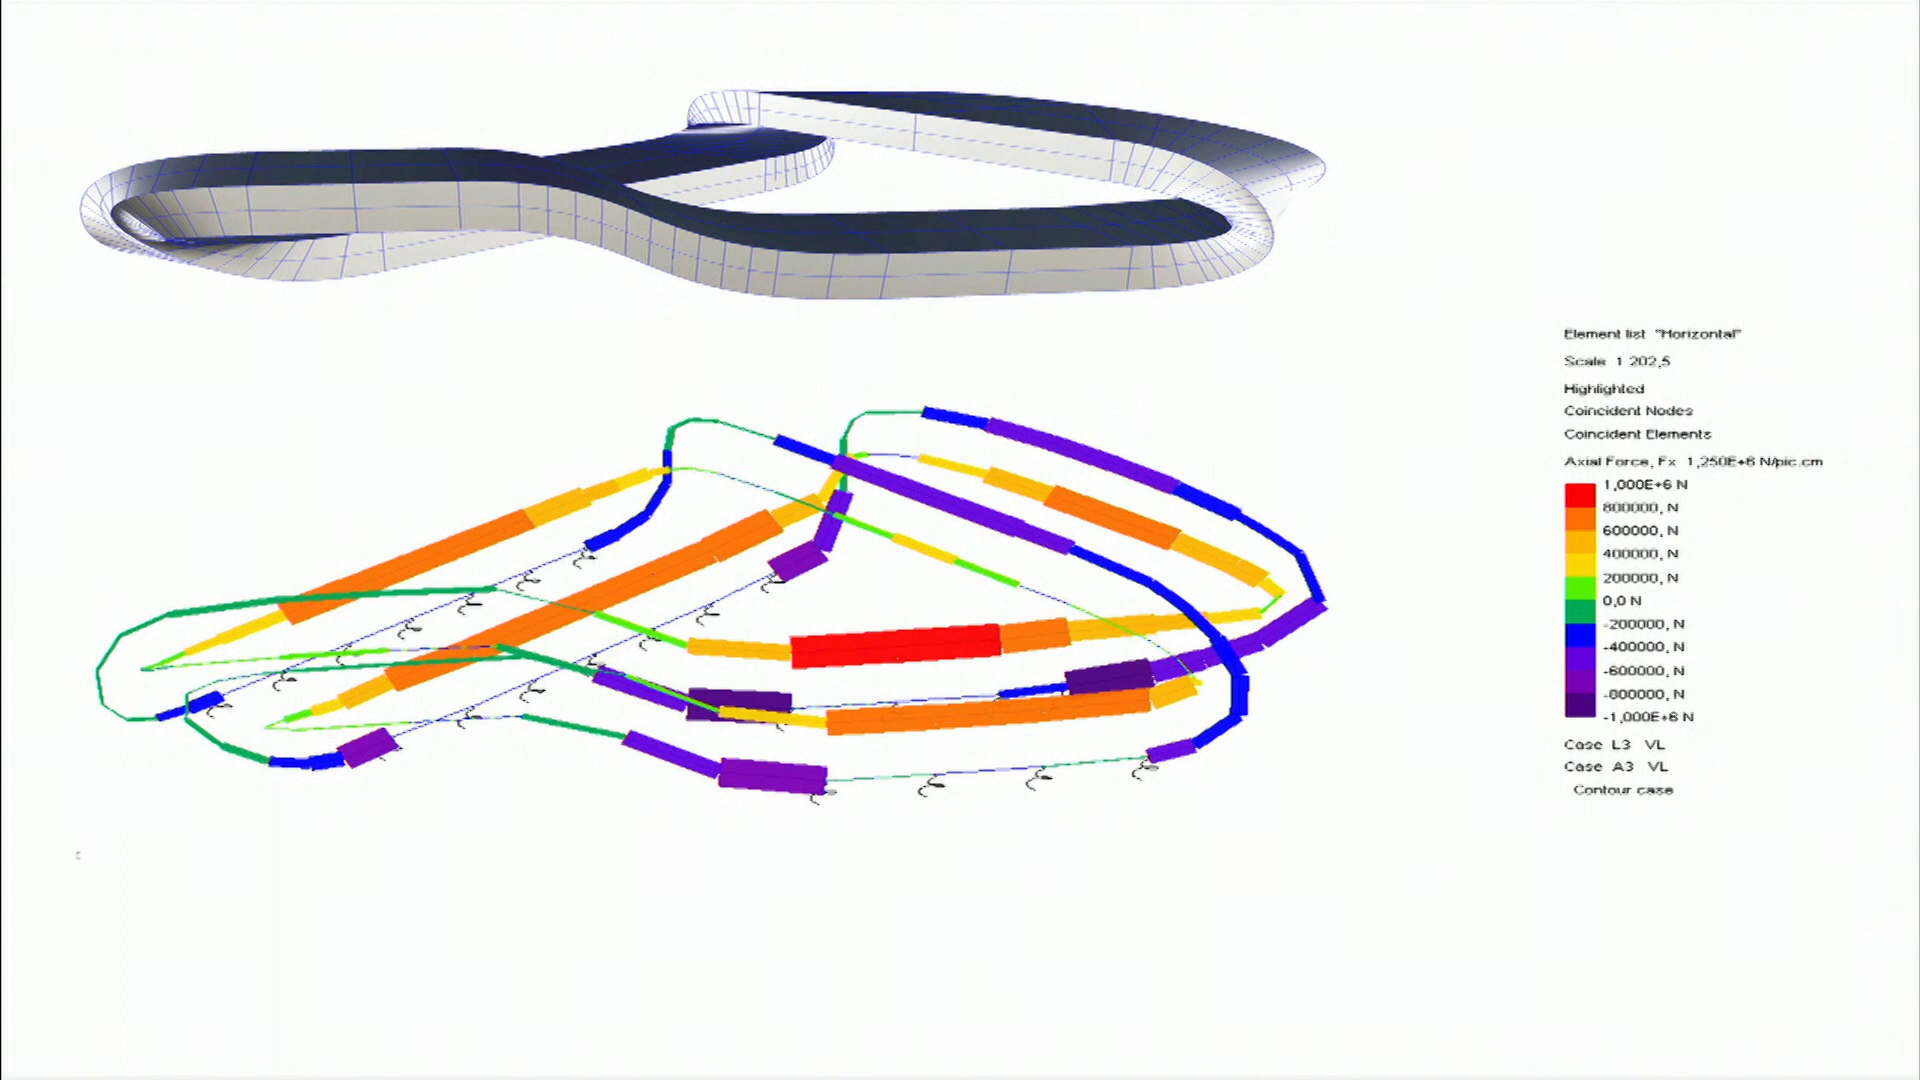 Element list "Horizontal"
Scale 1 202,5
Highlighted
Coincident Nodes
Coincident Elements
Axial Force, Fx 1,250E+6 N/pic.cm
1,000E+6 N
800000, N
600000, N
400000, N
200000, N
0,0 N
-200000, N
-400000, N
-600000, N
-800000, N
-1,000E+6 N
Case L3 VL
Case A3 VL
Contour case